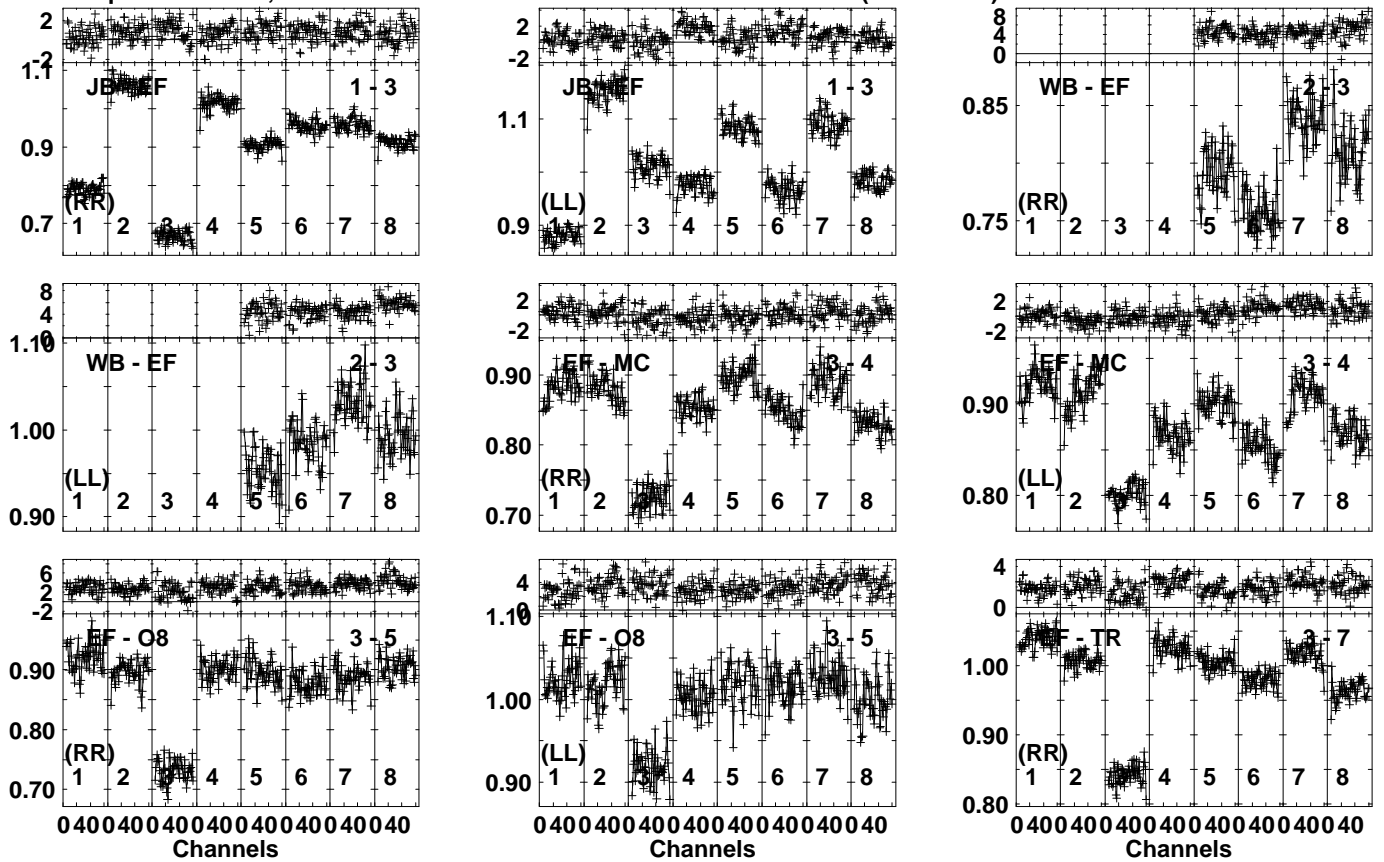 2
-2
1.1
0.9
0.7
JB - EF
1 - 3
(RR)
1 2 3 4 5 6 7 8
2
-2
1.1
0.9
JB - EF
1 - 3
(LL)
1 2 3 4 5 6 7 8
8
4
0
0.85
0.75
WB - EF
2 - 3
(RR)
1 2 3 4 5 6 7 8
8
4
0
1.10
1.00
0.90
WB - EF
2 - 3
(LL)
1 2 3 4 5 6 7 8
2
-2
0.90
0.80
0.70
EF - MC
3 - 4
(RR)
1 2 3 4 5 6 7 8
2
-2
0.90
0.80
EF - MC
3 - 4
(LL)
1 2 3 4 5 6 7 8
6
2
-2
0.90
0.80
0.70
EF - O8
3 - 5
(RR)
1 2 3 4 5 6 7 8
0 40 0 40 0 40 0 40 0 40 0 40 0 40 0 40
Channels
4
0
1.10
1.00
0.90
EF - O8
3 - 5
(LL)
1 2 3 4 5 6 7 8
0 40 0 40 0 40 0 40 0 40 0 40 0 40 0 40
Channels
4
0
1.00
0.90
0.80
EF - TR
3 - 7
(RR)
1 2 3 4 5 6 7 8
0 40 0 40 0 40 0 40 0 40 0 40 0 40 0 40
Channels